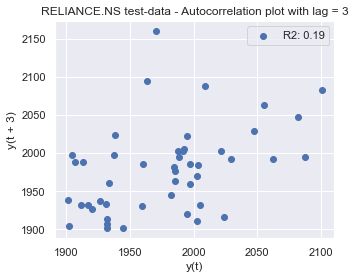 RELIANCE.NS test-data - Autocorrelation plot with lag = 3
R2: 0.19
y(t + 3)
2150
2100
2050
2000
1950
1900
1900
1950
2000
2050
2100
y(t)